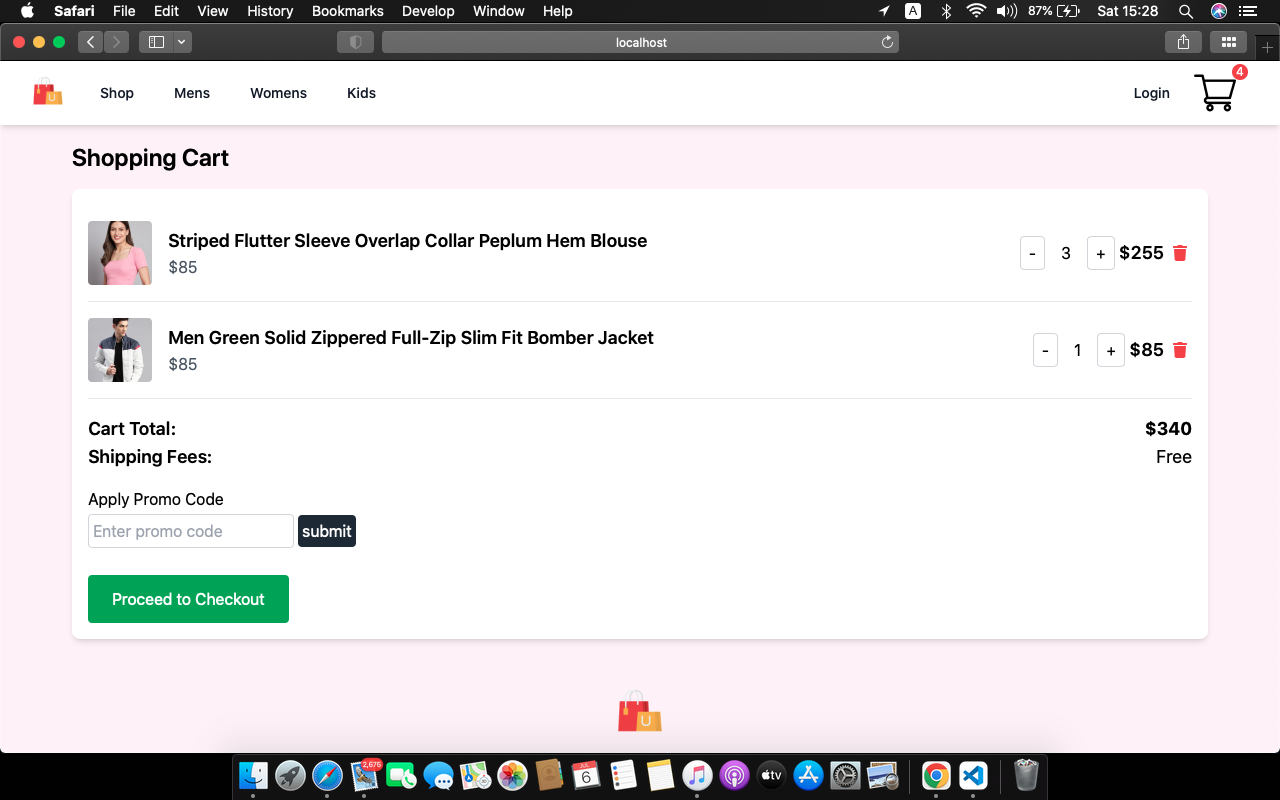 Safari File Edit View History Bookmarks Develop Window Help A 87% Sat 15:28
localhost
Shop Mens Womens Kids Login 4
U
Shopping Cart
Striped Flutter Sleeve Overlap Collar Peplum Hem Blouse
$85
- 3 + $255
Men Green Solid Zippered Full-Zip Slim Fit Bomber Jacket
$85
- 1 + $85
Cart Total: $340
Shipping Fees: Free
Apply Promo Code
Enter promo code submit
Proceed to Checkout
U
2,676
JUL
6
tv